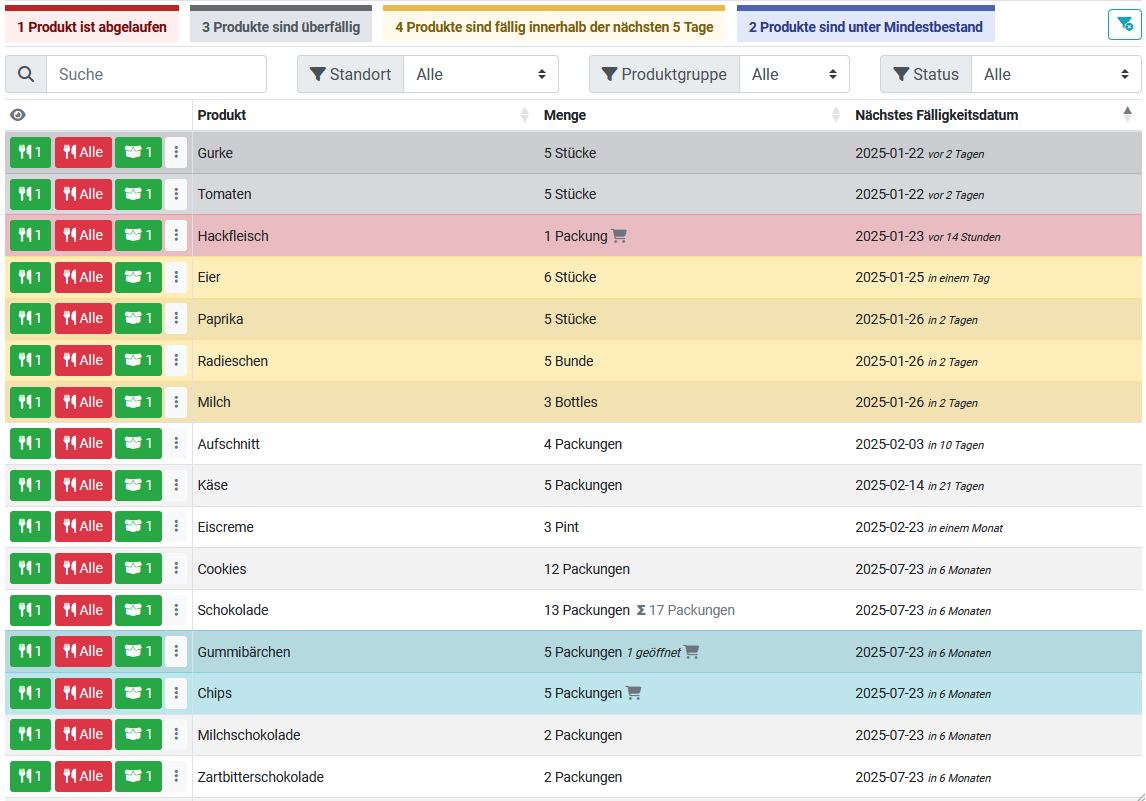 1 Produkt ist abgelaufen 3 Produkte sind überfällig 4 Produkte sind fällig innerhalb der nächsten 5 Tage 2 Produkte sind unter Mindestbestand
Suche Standort Alle Produktgruppe Alle Status Alle
Produkt Menge Nächstes Fälligkeitsdatum
1 Alle 1 Gurke 5 Stücke 2025-01-22 vor 2 Tagen
1 Alle 1 Tomaten 5 Stücke 2025-01-22 vor 2 Tagen
1 Alle 1 Hackfleisch 1 Packung 2025-01-23 vor 14 Stunden
1 Alle 1 Eier 6 Stücke 2025-01-25 in einem Tag
1 Alle 1 Paprika 5 Stücke 2025-01-26 in 2 Tagen
1 Alle 1 Radieschen 5 Bunde 2025-01-26 in 2 Tagen
1 Alle 1 Milch 3 Bottles 2025-01-26 in 2 Tagen
1 Alle 1 Aufschnitt 4 Packungen 2025-02-03 in 10 Tagen
1 Alle 1 Käse 5 Packungen 2025-02-14 in 21 Tagen
1 Alle 1 Eiscreme 3 Pint 2025-02-23 in einem Monat
1 Alle 1 Cookies 12 Packungen 2025-07-23 in 6 Monaten
1 Alle 1 Schokolade 13 Packungen Σ 17 Packungen 2025-07-23 in 6 Monaten
1 Alle 1 Gummibärchen 5 Packungen 1 geöffnet 2025-07-23 in 6 Monaten
1 Alle 1 Chips 5 Packungen 2025-07-23 in 6 Monaten
1 Alle 1 Milchschokolade 2 Packungen 2025-07-23 in 6 Monaten
1 Alle 1 Zartbitterschokolade 2 Packungen 2025-07-23 in 6 Monaten